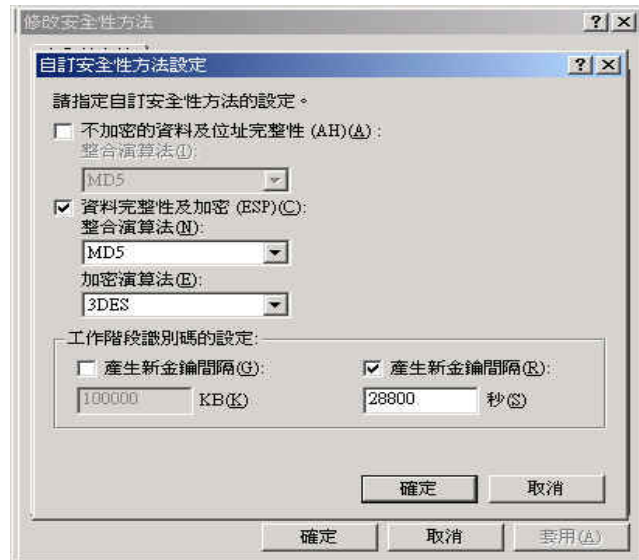 修改安全性方法
自訂安全性方法設定
請指定自訂安全性方法的設定。
不加密的資料及位址完整性 (AH)(A):
整合演算法(I):
MD5
資料完整性及加密 (ESP)(C):
整合演算法(N):
MD5
加密演算法(E):
3DES
工作階段識別碼的設定:
產生新金鑰間隔(G): 產生新金鑰間隔(R):
100000 KB(K) 28800 秒(S)
確定 取消
確定 取消 套用(A)